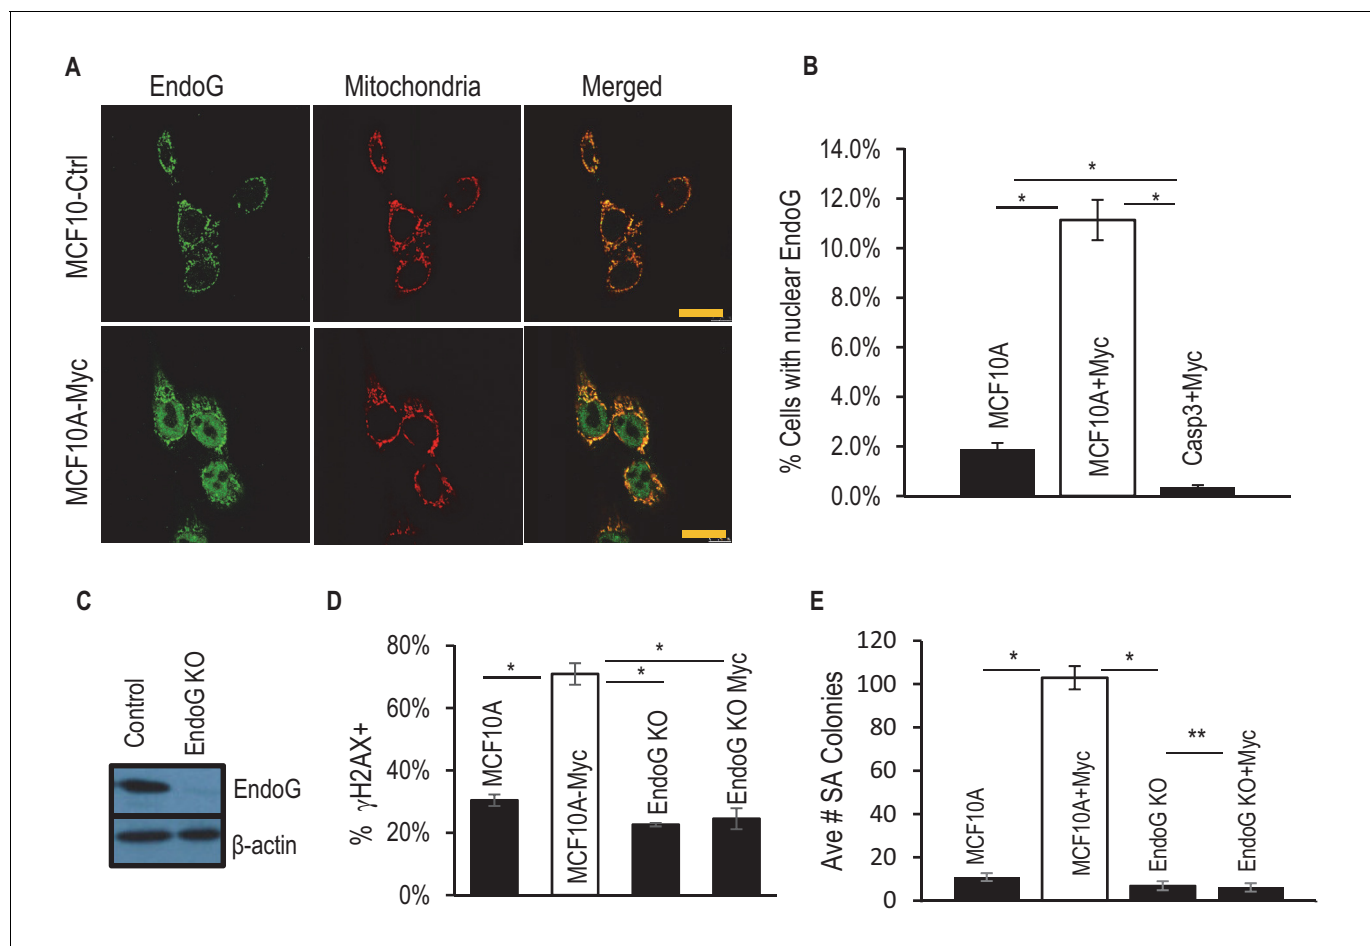 A
EndoG
Mitochondria
Merged
MCF10-Ctrl
MCF10A-Myc
B
% Cells with nuclear EndoG
14.0%
12.0%
10.0%
8.0%
6.0%
4.0%
2.0%
0.0%
*
*
*
MCF10A
MCF10A+Myc
Casp3+Myc
C
Control
EndoG KO
EndoG
β-actin
D
% γH2AX+
80%
60%
40%
20%
0%
*
*
*
MCF10A
MCF10A-Myc
EndoG KO
EndoG KO Myc
E
Ave # SA Colonies
120
100
80
60
40
20
0
*
*
**
MCF10A
MCF10A+Myc
EndoG KO
EndoG KO+Myc